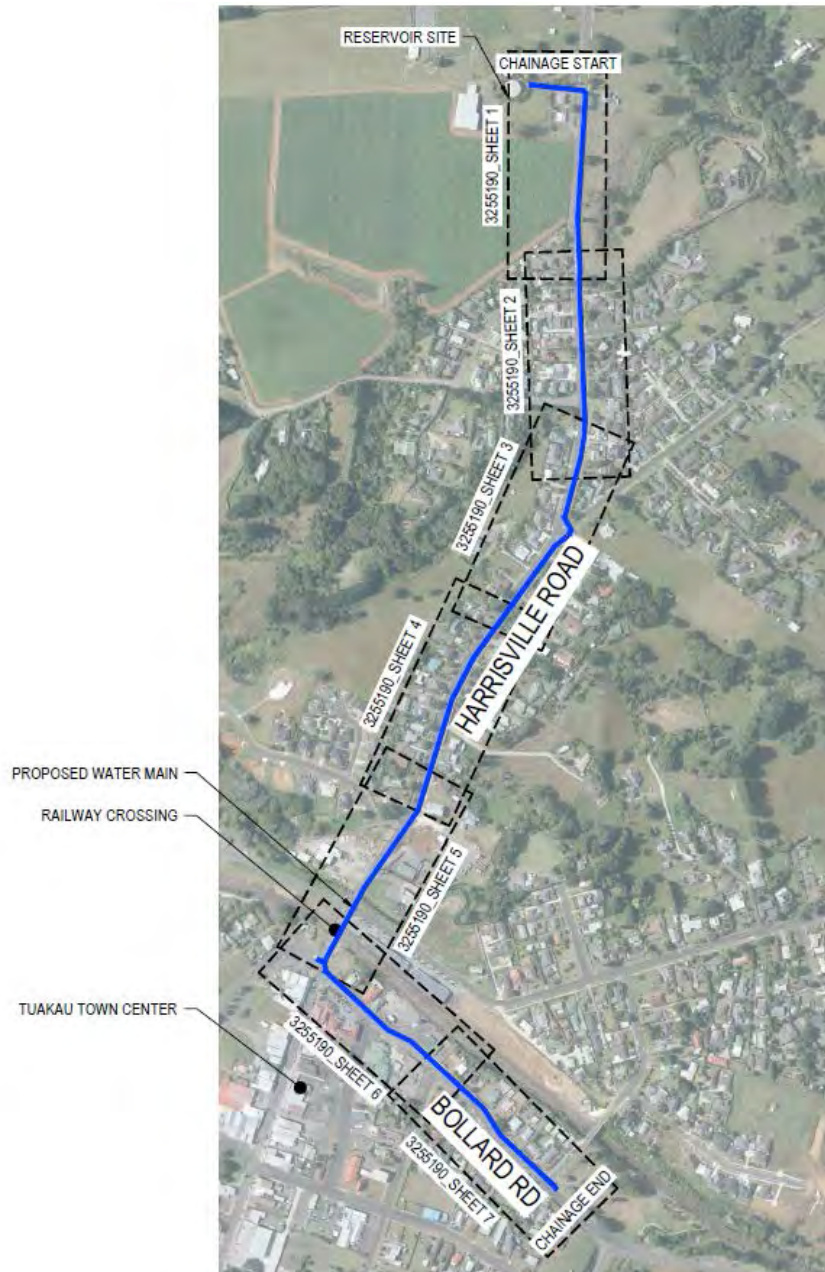 RESERVOIR SITE
CHAINAGE START
3255190_SHEET 1
3255190_SHEET 2
3255190_SHEET 3
HARRISVILLE ROAD
3255190_SHEET 4
PROPOSED WATER MAIN
RAILWAY CROSSING
3255190_SHEET 5
TUAKAU TOWN CENTER
3255190_SHEET 6
BOLLARD RD
3255190_SHEET 7
CHAINAGE END